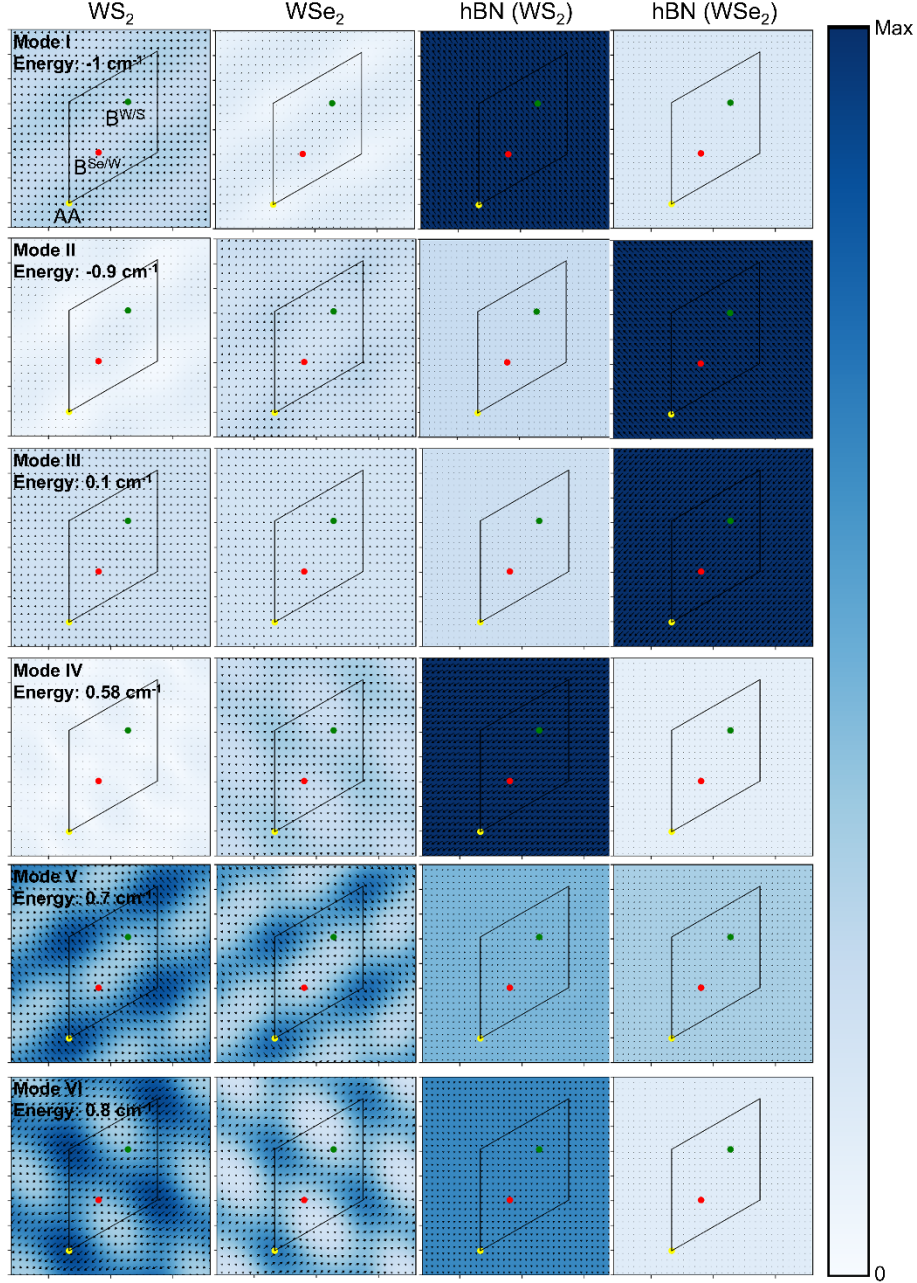 WS₂ WSe₂ hBN (WS₂) hBN (WSe₂)
Max
Mode I
Energy: -1 cm⁻¹
B^W/S
B^Se/W
AA
Mode II
Energy: -0.9 cm⁻¹
Mode III
Energy: 0.1 cm⁻¹
Mode IV
Energy: 0.58 cm⁻¹
Mode V
Energy: 0.7 cm⁻¹
Mode VI
Energy: 0.8 cm⁻¹
0